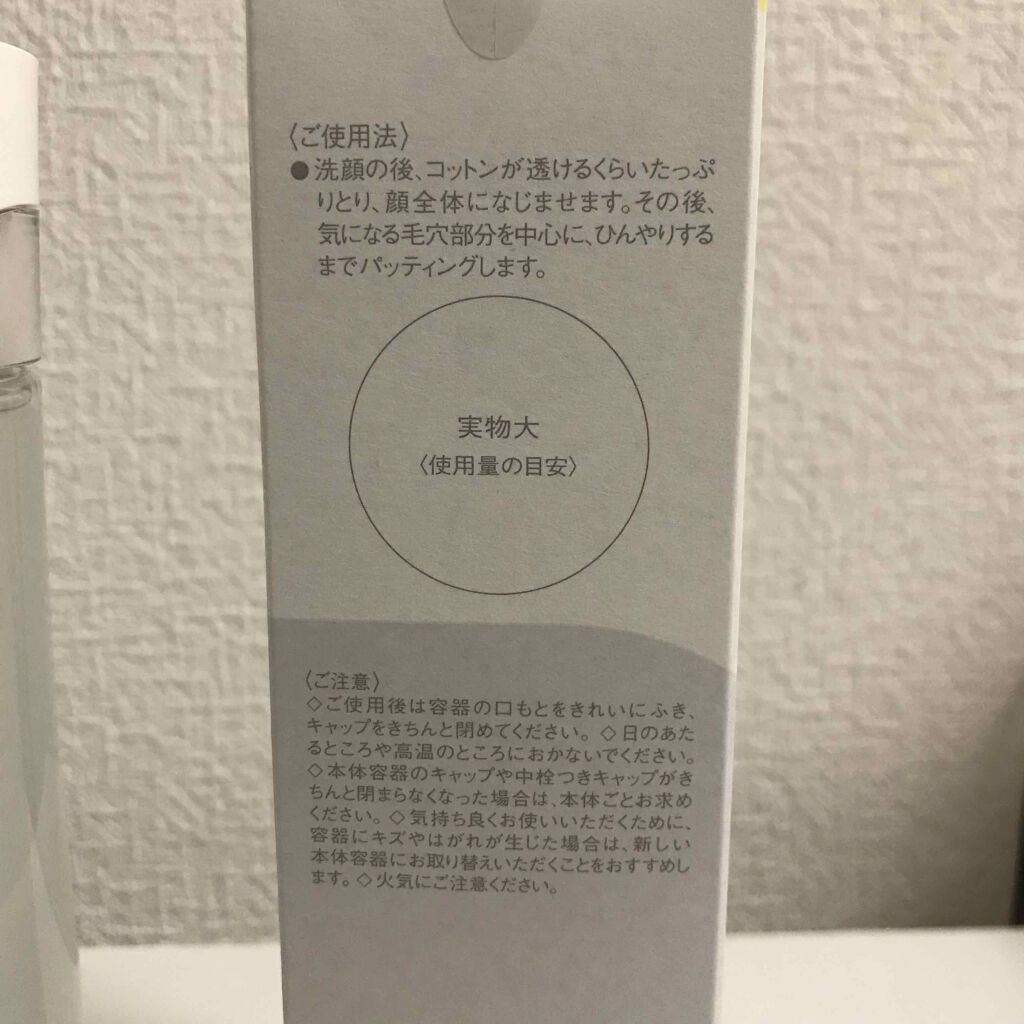 〈ご使用法〉
●洗顔の後、コットンが透けるくらいたっぷ
りとり、顔全体になじませます。その後、
気になる毛穴部分を中心に、ひんやりする
までパッティングします。
実物大
〈使用量の目安〉
〈ご注意〉
◇ご使用後は容器の口もとをきれいにふき、
キャップをきちんと閉めてください。◇日のあた
るところや高温のところにおかないでください。
◇本体容器のキャップや中栓つきキャップがき
ちんと閉まらなくなった場合は、本体ごとお求め
ください。◇気持ち良くお使いいただくために、
容器にキズやはがれが生じた場合は、新しい
本体容器にお取り替えいただくことをおすすめし
ます。◇火気にご注意ください。